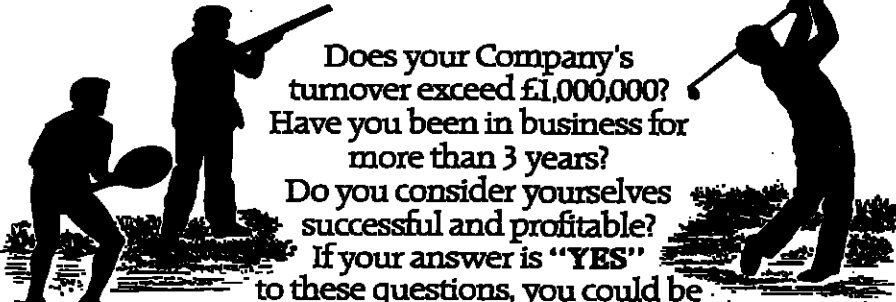 Does your Company's
turnover exceed £1,000,000?
Have you been in business for
more than 3 years?
Do you consider yourselves
successful and profitable?
If your answer is "YES"
to these questions, you could be